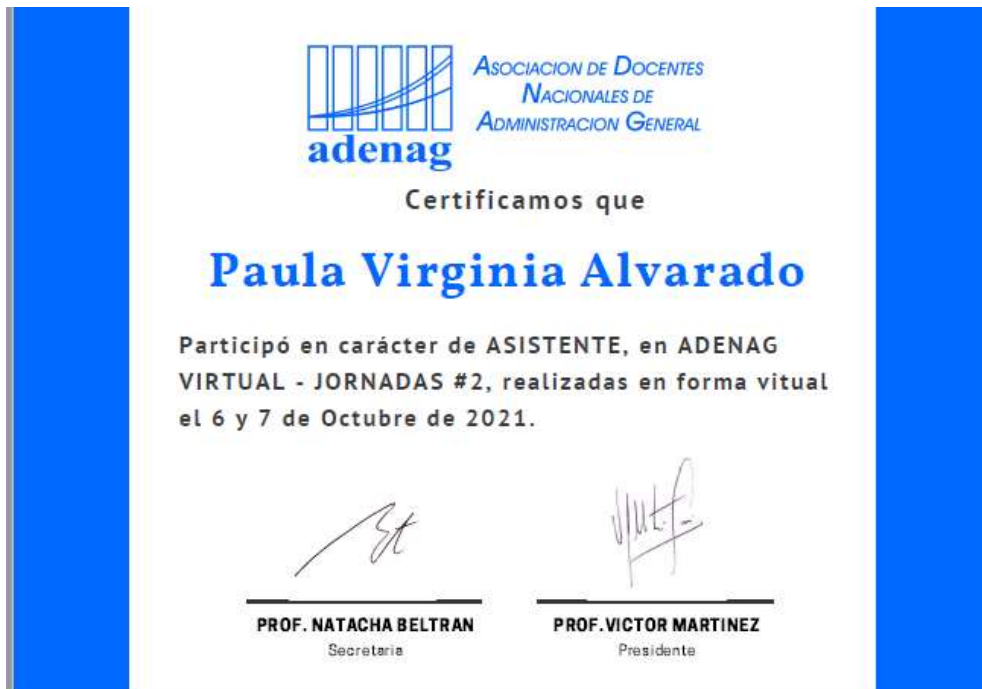 ASOCIACION DE DOCENTES
NACIONALES DE
ADMINISTRACION GENERAL
adenag
Certificamos que
Paula Virginia Alvarado
Participó en carácter de ASISTENTE, en ADENAG
VIRTUAL - JORNADAS #2, realizadas en forma vitual
el 6 y 7 de Octubre de 2021.
PROF. NATACHA BELTRAN
Secretaria
PROF. VICTOR MARTINEZ
Presidente